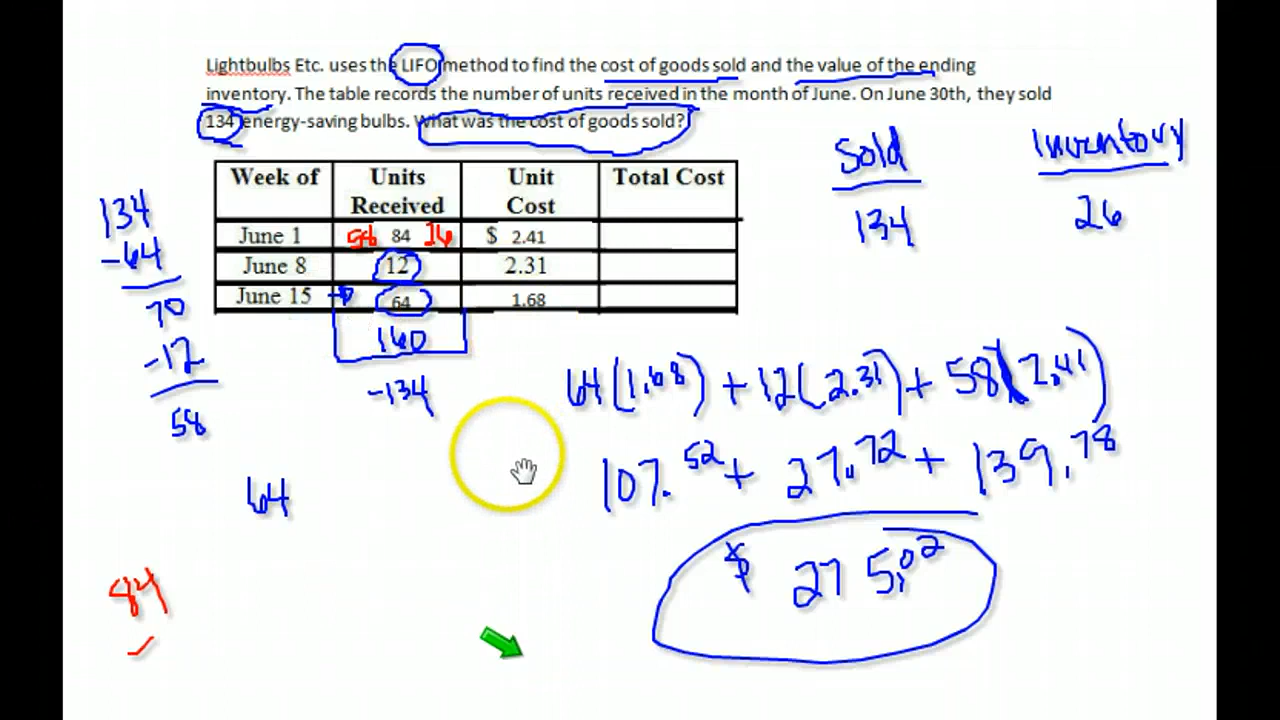 Lightbulbs Etc. uses the LIFO method to find the cost of goods sold and the value of the ending
inventory. The table records the number of units received in the month of June. On June 30th, they sold
134 energy-saving bulbs. What was the cost of goods sold?
Sold Inventory
134 26
Week of Units Received Unit Cost Total Cost
June 1 58 84 26 $ 2.41
June 8 12 2.31
June 15 64 1.68
160
-134
134
-64
70
-12
58
64
84
64(1.68) + 12(2.31) + 58(2.41)
107.52 + 27.72 + 139.78
$ 275.02